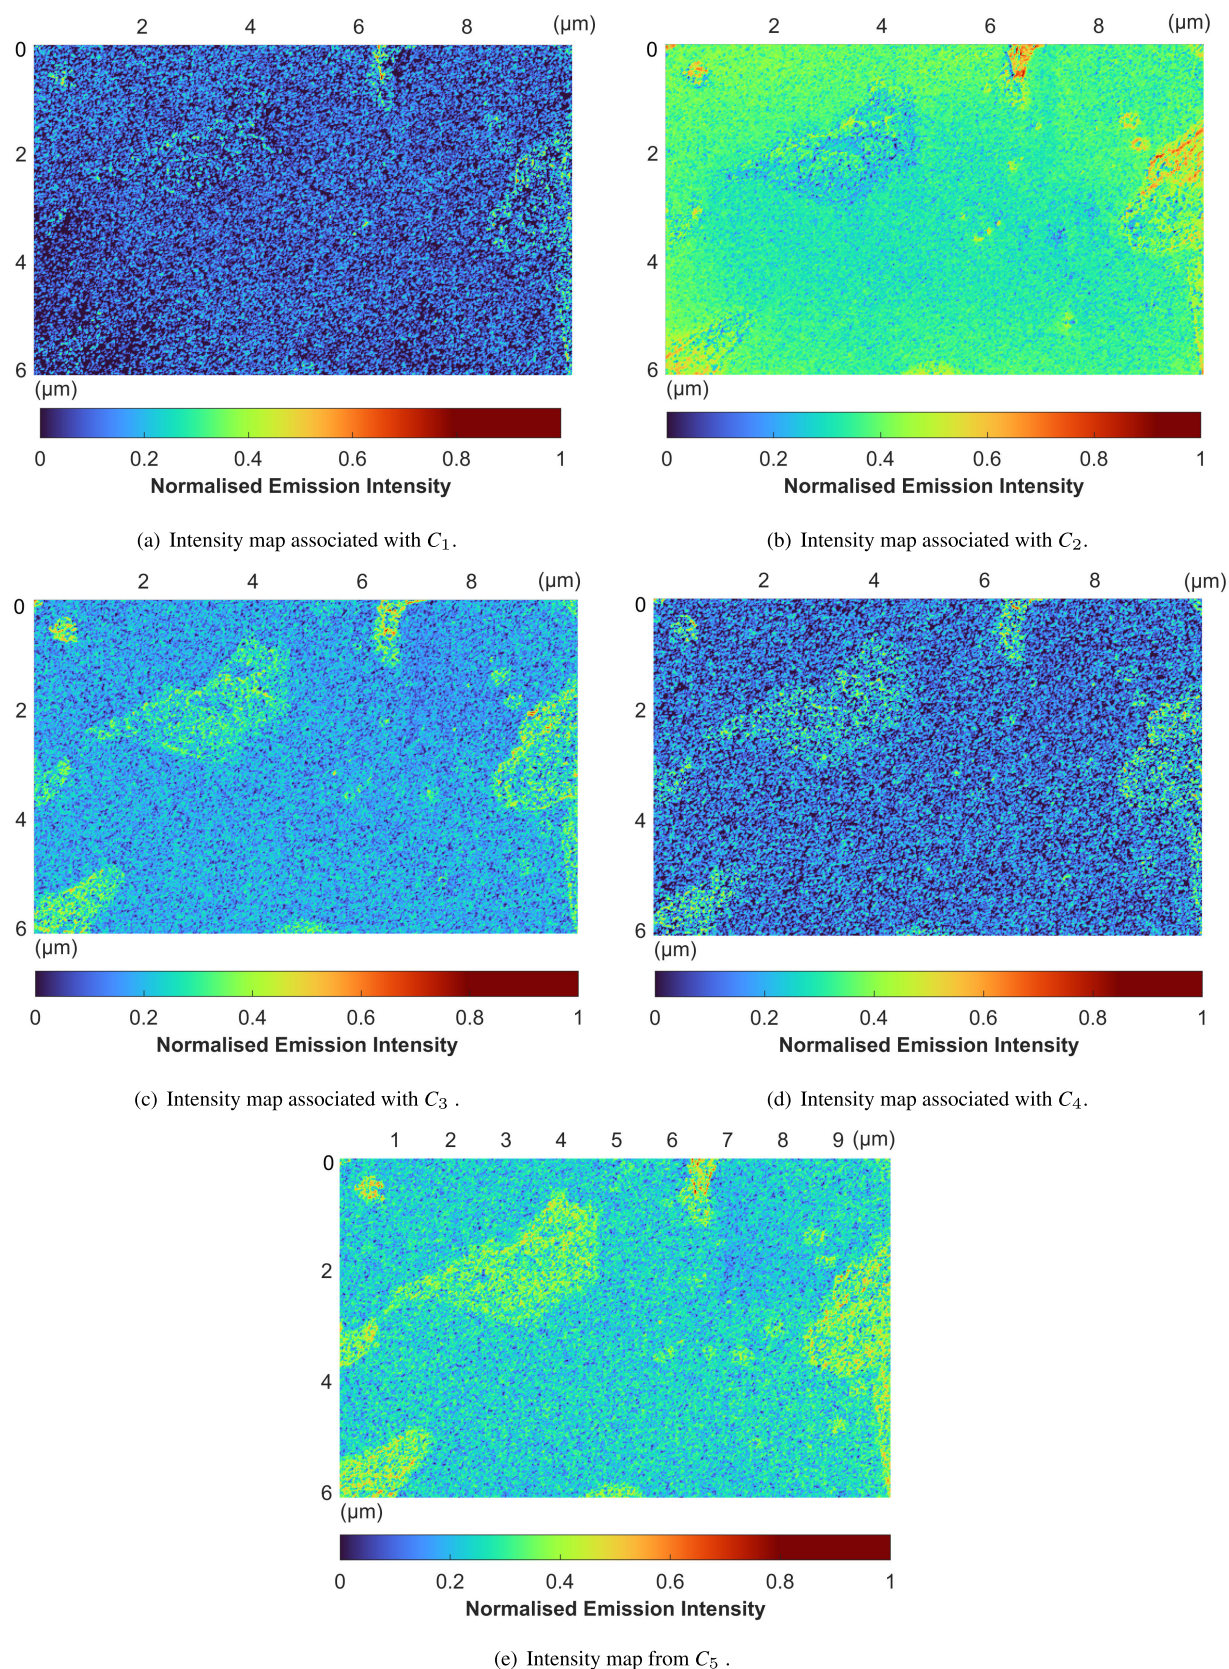 2 4 6 8 (μm)
0
2
4
6
(μm)
0 0.2 0.4 0.6 0.8 1
Normalised Emission Intensity
(a) Intensity map associated with C₁.
2 4 6 8 (μm)
0
2
4
6
(μm)
0 0.2 0.4 0.6 0.8 1
Normalised Emission Intensity
(b) Intensity map associated with C₂.
2 4 6 8 (μm)
0
2
4
6
(μm)
0 0.2 0.4 0.6 0.8 1
Normalised Emission Intensity
(c) Intensity map associated with C₃ .
2 4 6 8 (μm)
0
2
4
6
(μm)
0 0.2 0.4 0.6 0.8 1
Normalised Emission Intensity
(d) Intensity map associated with C₄.
1 2 3 4 5 6 7 8 9 (μm)
0
2
4
6
(μm)
0 0.2 0.4 0.6 0.8 1
Normalised Emission Intensity
(e) Intensity map from C₅ .